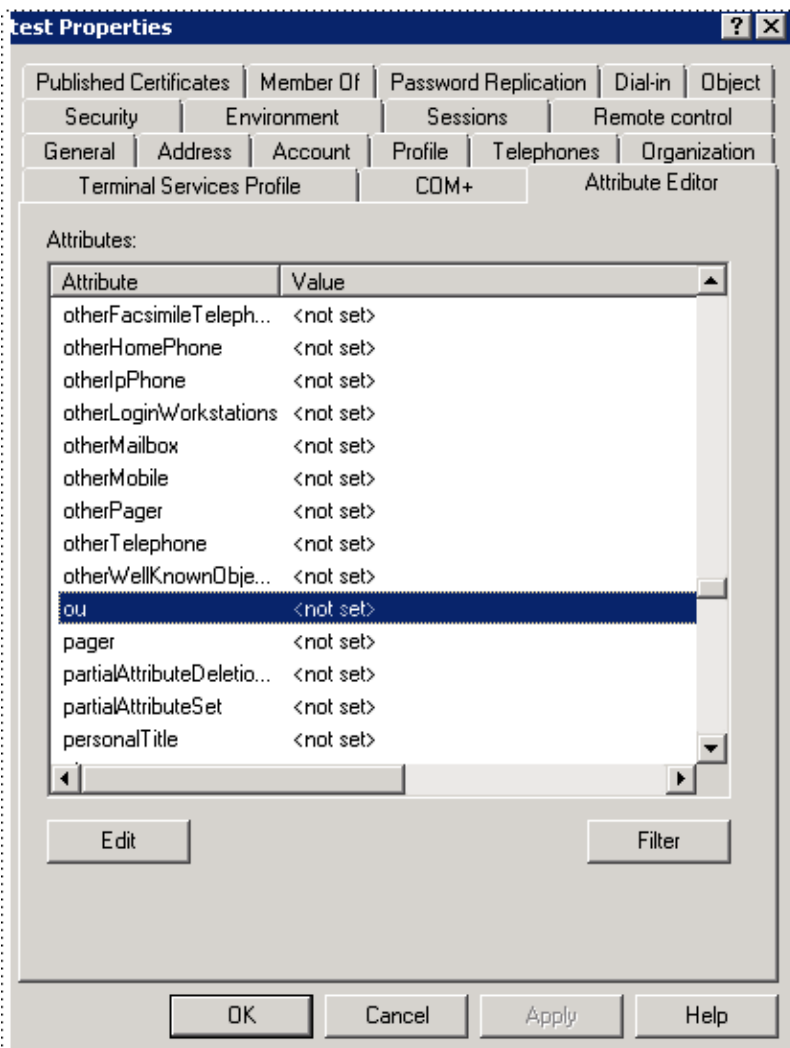 test Properties
Published Certificates Member Of Password Replication Dial-in Object
Security Environment Sessions Remote control
General Address Account Profile Telephones Organization
Terminal Services Profile COM+ Attribute Editor
Attributes:
Attribute Value
otherFacsimileTeleph... <not set>
otherHomePhone <not set>
otherIpPhone <not set>
otherLoginWorkstations <not set>
otherMailbox <not set>
otherMobile <not set>
otherPager <not set>
otherTelephone <not set>
otherWellKnownObje... <not set>
ou <not set>
pager <not set>
partialAttributeDeletio... <not set>
partialAttributeSet <not set>
personalTitle <not set>
Edit Filter
OK Cancel Apply Help